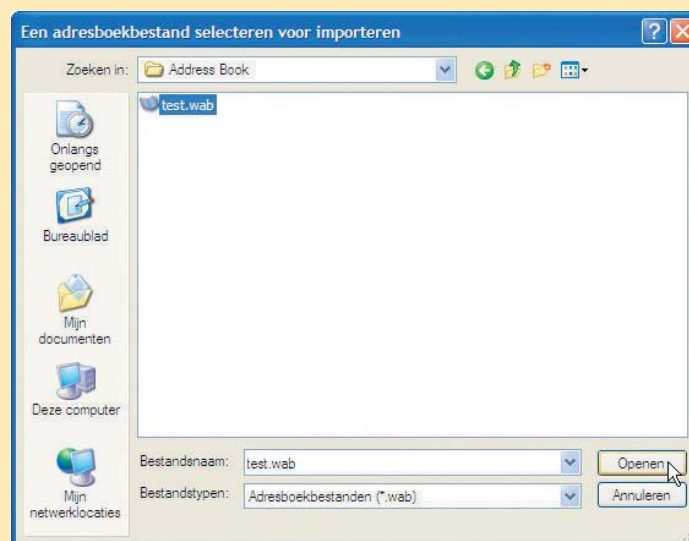 Een adresboekbestand selecteren voor importeren
Zoeken in:
Address Book
test.wab
Onlangs
geopend
Bureaublad
Mijn
documenten
Deze computer
Mijn
netwerklocaties
Bestandsnaam:
test.wab
Openen
Bestandstypen:
Adresboekbestanden (*.wab)
Annuleren